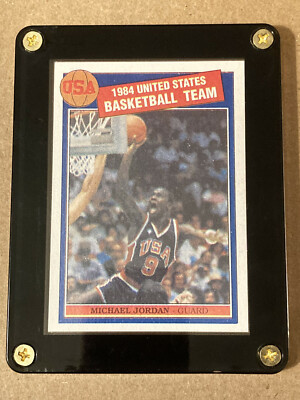 USA
1984 UNITED STATES
BASKETBALL TEAM
USA
9
MICHAEL JORDAN - GUARD